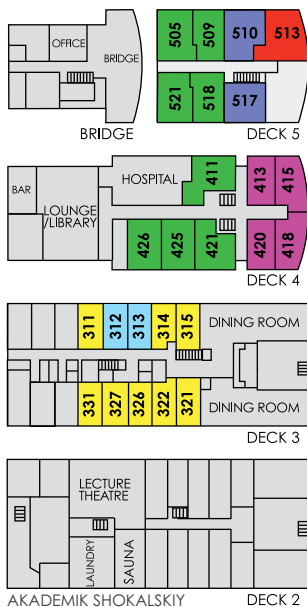 OFFICE
BRIDGE
BRIDGE
505
509
510
513
521
518
517
DECK 5
HOSPITAL
411
413
415
BAR
LOUNGE
/LIBRARY
426
425
421
420
418
DECK 4
311
312
313
314
315
DINING ROOM
331
327
326
322
321
DINING ROOM
DECK 3
LECTURE
THEATRE
LAUNDRY
SAUNA
AKADEMIK SHOKALSKIY
DECK 2